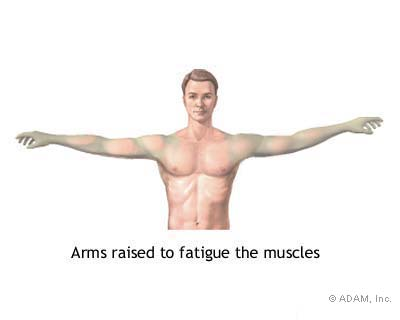 Arms raised to fatigue the muscles
© ADAM, Inc.